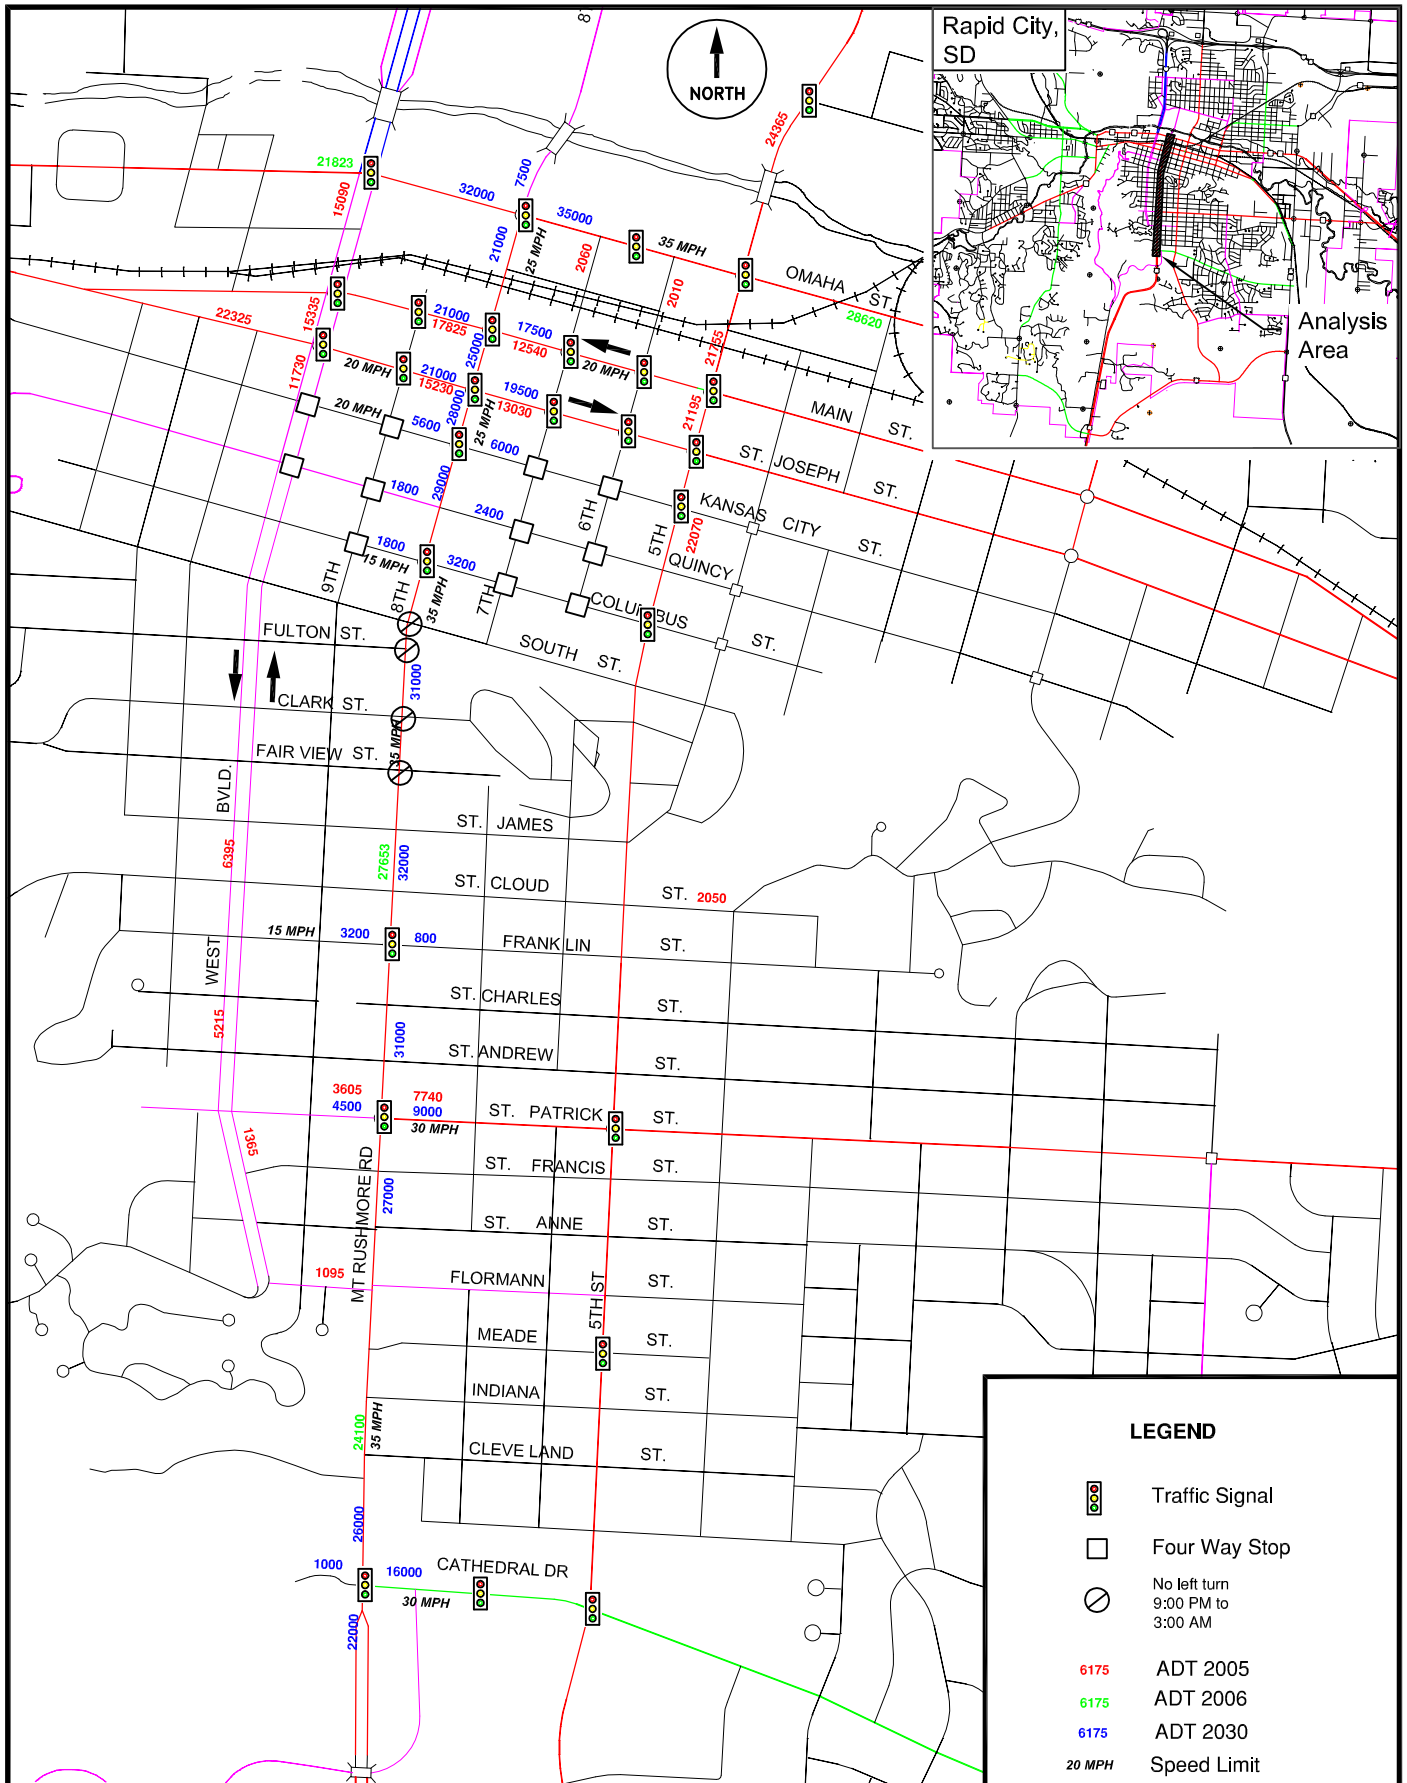 8T
NORTH
Rapid City,
SD
Analysis
Area
24365
21823
15090
32000
7500
35000
21000
25 MPH
2060
35 MPH
2010
OMAHA ST.
28620
22325
15335
11730
21000
17825
17500
12540
20 MPH
25000
21755
20 MPH
21000
15230
19500
13030
28000
25 MPH
21195
MAIN ST.
20 MPH
5600
6000
29000
ST. JOSEPH ST.
1800
2400
6TH
5TH
22070
KANSAS CITY ST.
1800
15 MPH
3200
QUINCY
9TH
8TH
35 MPH
7TH
COLUMBUS ST.
FULTON ST.
SOUTH ST.
31000
CLARK ST.
35 MPH
FAIR VIEW ST.
BVLD.
ST. JAMES
6395
27653
32000
ST. CLOUD ST. 2050
15 MPH
3200
800
FRANKLIN ST.
WEST
ST. CHARLES ST.
5215
31000
ST. ANDREW ST.
3605
4500
7740
9000
30 MPH
ST. PATRICK ST.
1365
ST. FRANCIS ST.
MT RUSHMORE RD
27000
ST. ANNE ST.
1095
FLORMANN ST.
5TH ST
MEADE ST.
INDIANA ST.
24100
35 MPH
CLEVE LAND ST.
26000
1000
16000
CATHEDRAL DR
30 MPH
22000
LEGEND
Traffic Signal
Four Way Stop
No left turn
9:00 PM to
3:00 AM
6175 ADT 2005
6175 ADT 2006
6175 ADT 2030
20 MPH Speed Limit